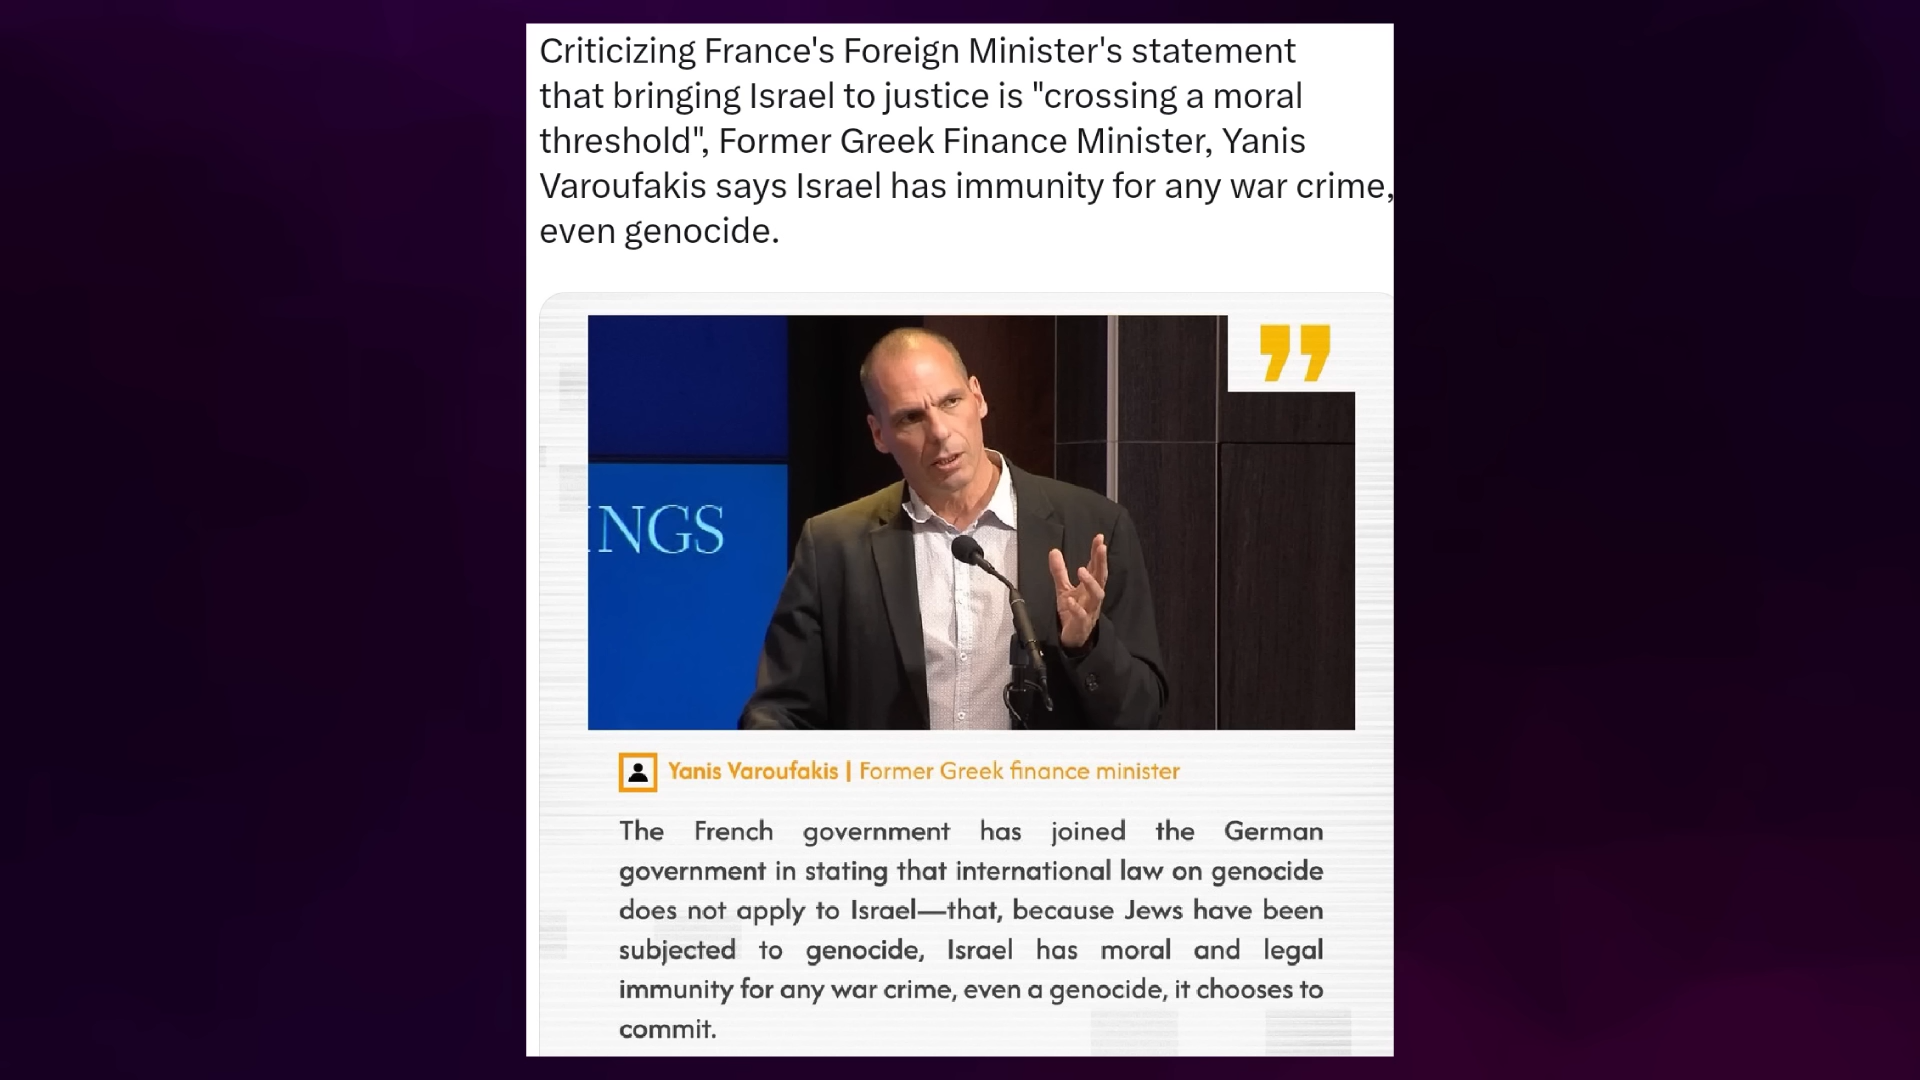 Criticizing France's Foreign Minister's statement
that bringing Israel to justice is "crossing a moral
threshold", Former Greek Finance Minister, Yanis
Varoufakis says Israel has immunity for any war crime,
even genocide.
"
INGS
Yanis Varoufakis | Former Greek finance minister
The French government has joined the German
government in stating that international law on genocide
does not apply to Israel—that, because Jews have been
subjected to genocide, Israel has moral and legal
immunity for any war crime, even a genocide, it chooses to
commit.